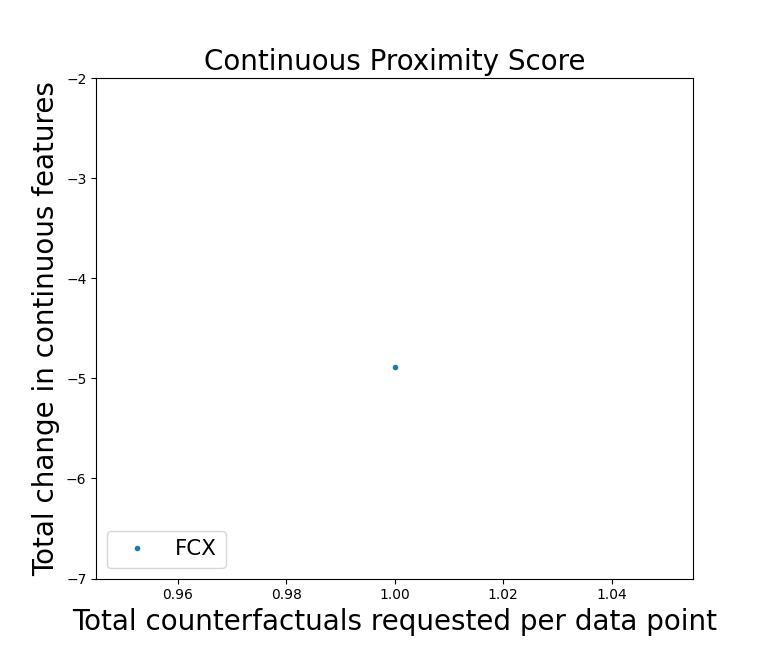 Continuous Proximity Score
Total change in continuous features
−2
−3
−4
−5
−6
−7
FCX
0.96 0.98 1.00 1.02 1.04
Total counterfactuals requested per data point